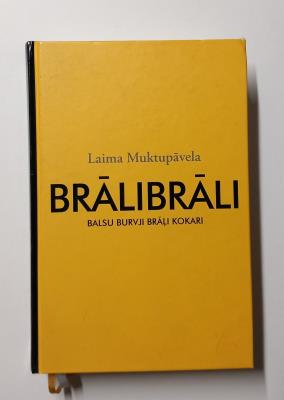 Laima Muktupāvela
BRĀLIBRĀLI
BALSU BURVJI BRĀĻI KOKARI